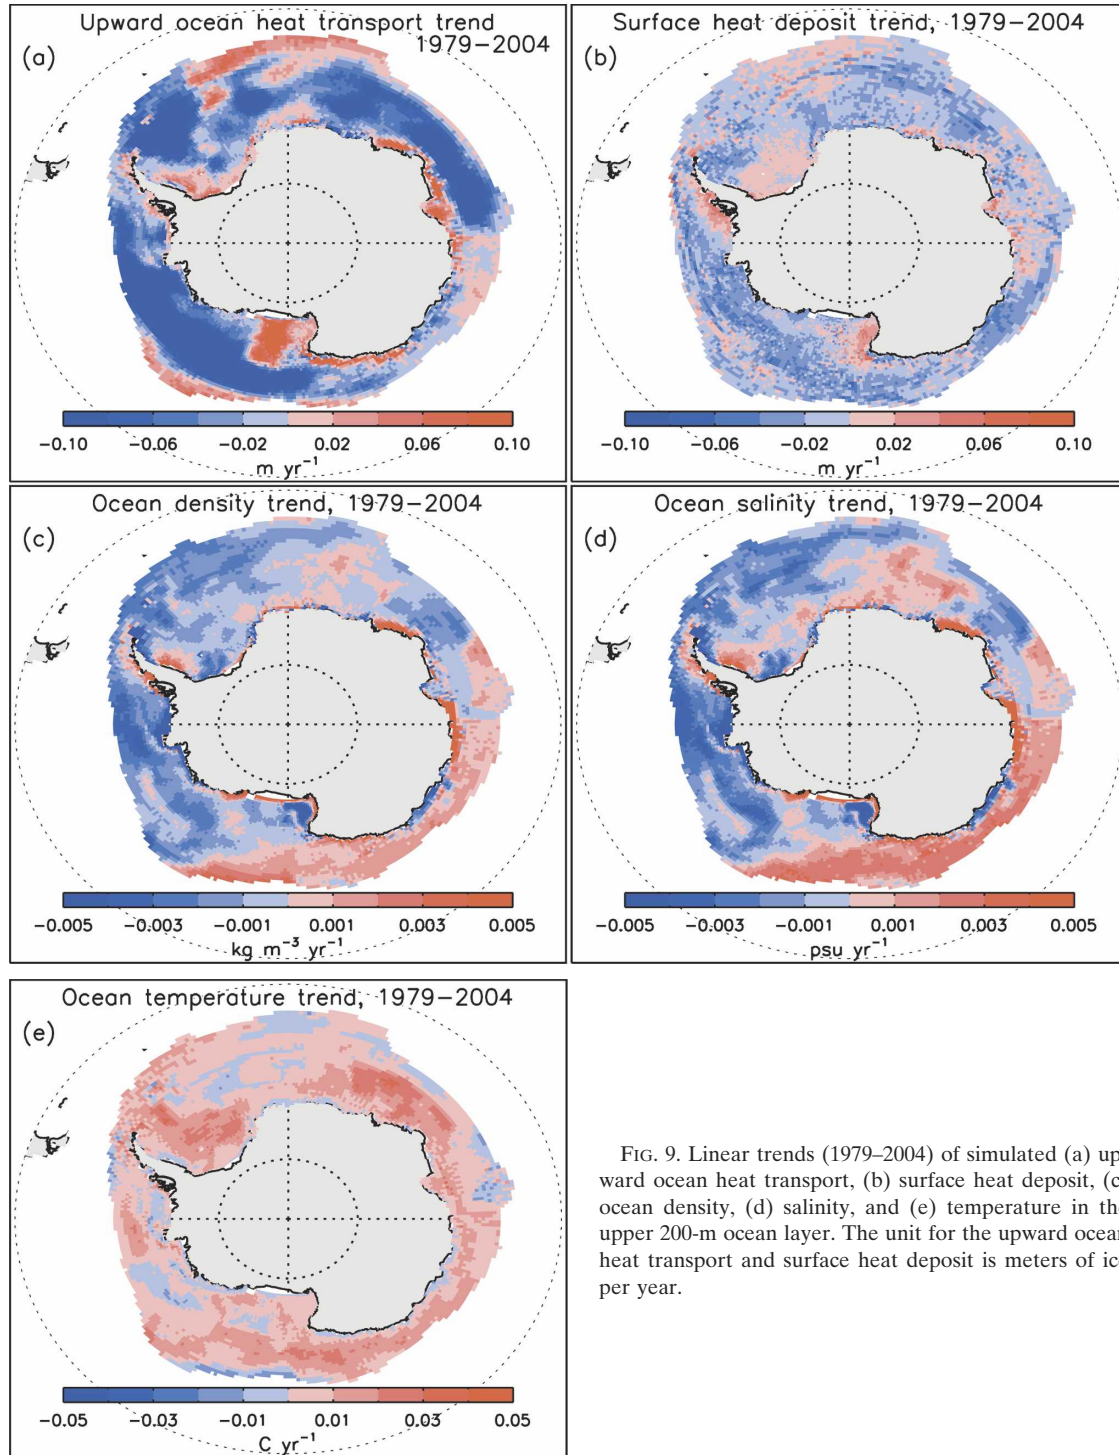 Upward ocean heat transport trend
1979−2004
(a)
−0.10 −0.06 −0.02 0.02 0.06 0.10
m yr⁻¹
Surface heat deposit trend, 1979−2004
(b)
−0.10 −0.06 −0.02 0.02 0.06 0.10
m yr⁻¹
Ocean density trend, 1979−2004
(c)
−0.005 −0.003 −0.001 0.001 0.003 0.005
kg m⁻³ yr⁻¹
Ocean salinity trend, 1979−2004
(d)
−0.005 −0.003 −0.001 0.001 0.003 0.005
psu yr⁻¹
Ocean temperature trend, 1979−2004
(e)
−0.05 −0.03 −0.01 0.01 0.03 0.05
C yr⁻¹
FIG. 9. Linear trends (1979–2004) of simulated (a) up
ward ocean heat transport, (b) surface heat deposit, (c
ocean density, (d) salinity, and (e) temperature in the
upper 200-m ocean layer. The unit for the upward ocean
heat transport and surface heat deposit is meters of ic
per year.